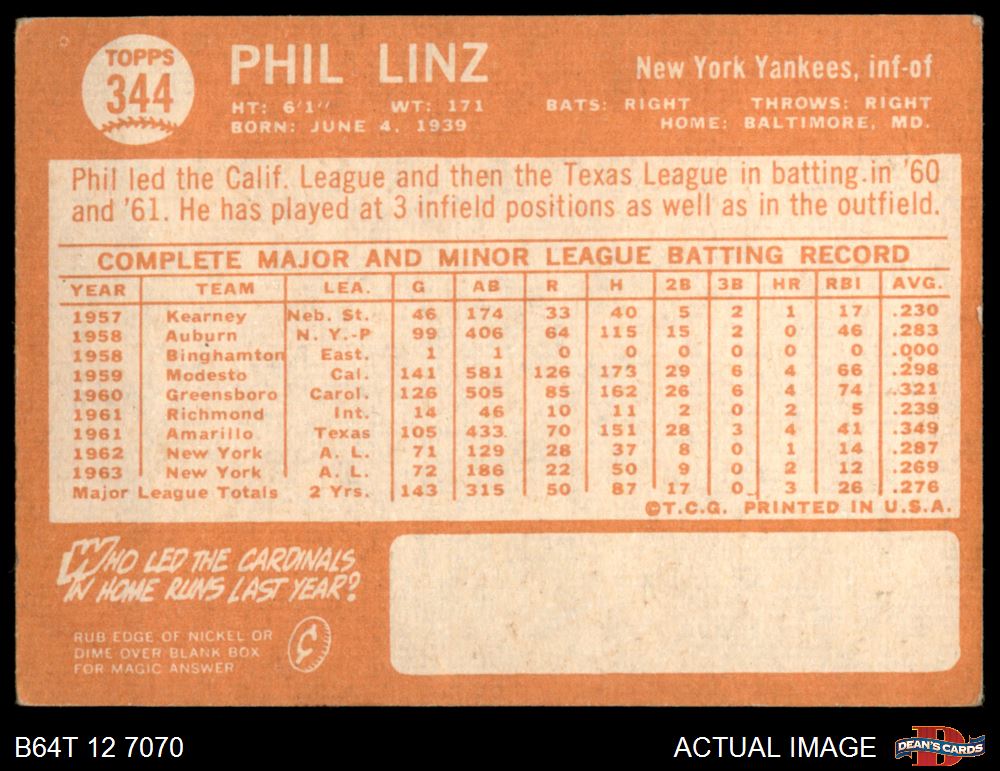 TOPPS
344
PHIL LINZ
New York Yankees, inf-of
HT: 6'1" WT: 171 BATS: RIGHT THROWS: RIGHT
BORN: JUNE 4, 1939 HOME: BALTIMORE, MD.
Phil led the Calif. League and then the Texas League in batting in '60
and '61. He has played at 3 infield positions as well as in the outfield.
COMPLETE MAJOR AND MINOR LEAGUE BATTING RECORD
YEAR TEAM LEA. G AB R H 2B 3B HR RBI AVG.
1957 Kearney Neb. St. 46 174 33 40 5 2 1 17 .230
1958 Auburn N. Y.-P 99 406 64 115 15 2 0 46 .283
1958 Binghamton East. 1 1 0 0 0 0 0 0 .000
1959 Modesto Cal. 141 581 126 173 29 6 4 66 .298
1960 Greensboro Carol. 126 505 85 162 26 6 4 74 .321
1961 Richmond Int. 14 46 10 11 2 0 2 5 .239
1961 Amarillo Texas 105 433 70 151 28 3 4 41 .349
1962 New York A. L. 71 129 28 37 8 0 1 14 .287
1963 New York A. L. 72 186 22 50 9 0 2 12 .269
Major League Totals 2 Yrs. 143 315 50 87 17 0 3 26 .276
©T.C.G. PRINTED IN U.S.A.
WHO LED THE CARDINALS
IN HOME RUNS LAST YEAR?
RUB EDGE OF NICKEL OR
DIME OVER BLANK BOX
FOR MAGIC ANSWER
B64T 12 7070
ACTUAL IMAGE
D
DEAN'S CARDS